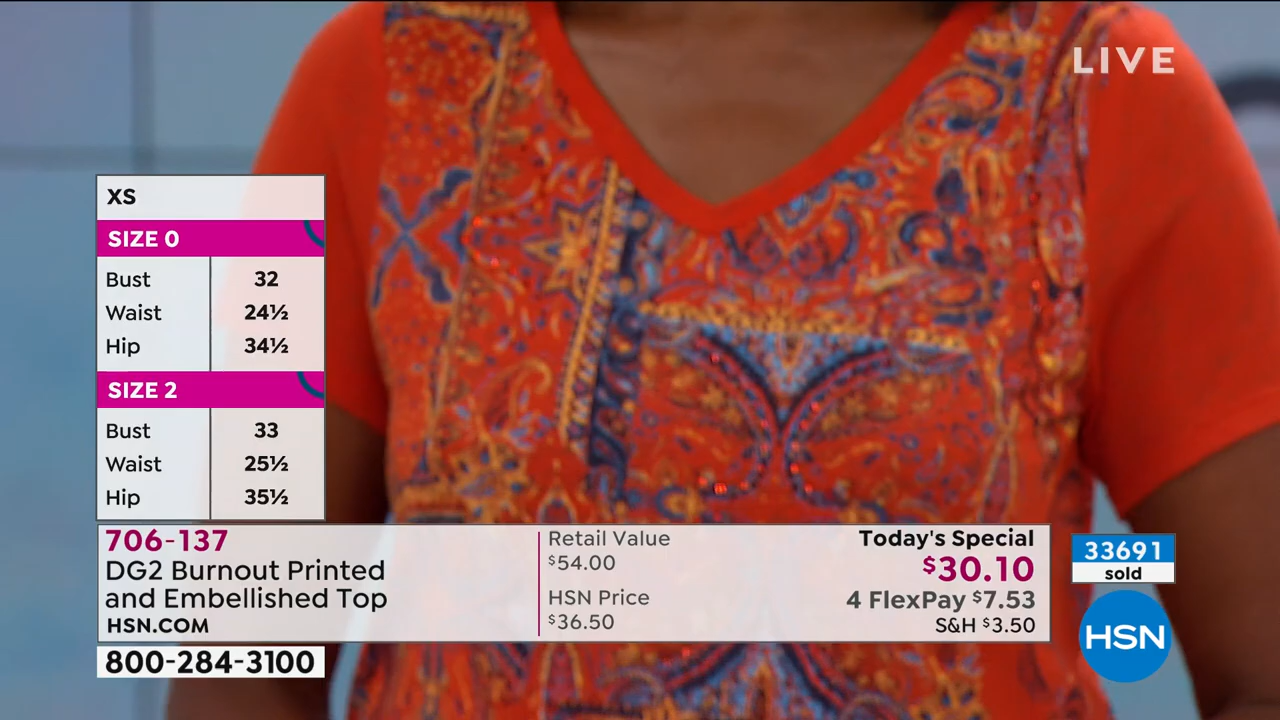 LIVE
XS
SIZE 0
Bust 32
Waist 24½
Hip 34½
SIZE 2
Bust 33
Waist 25½
Hip 35½
706-137
DG2 Burnout Printed
and Embellished Top
HSN.COM
Retail Value
$54.00
HSN Price
$36.50
Today's Special
$30.10
4 FlexPay $7.53
S&H $3.50
33691
sold
HSN
800-284-3100